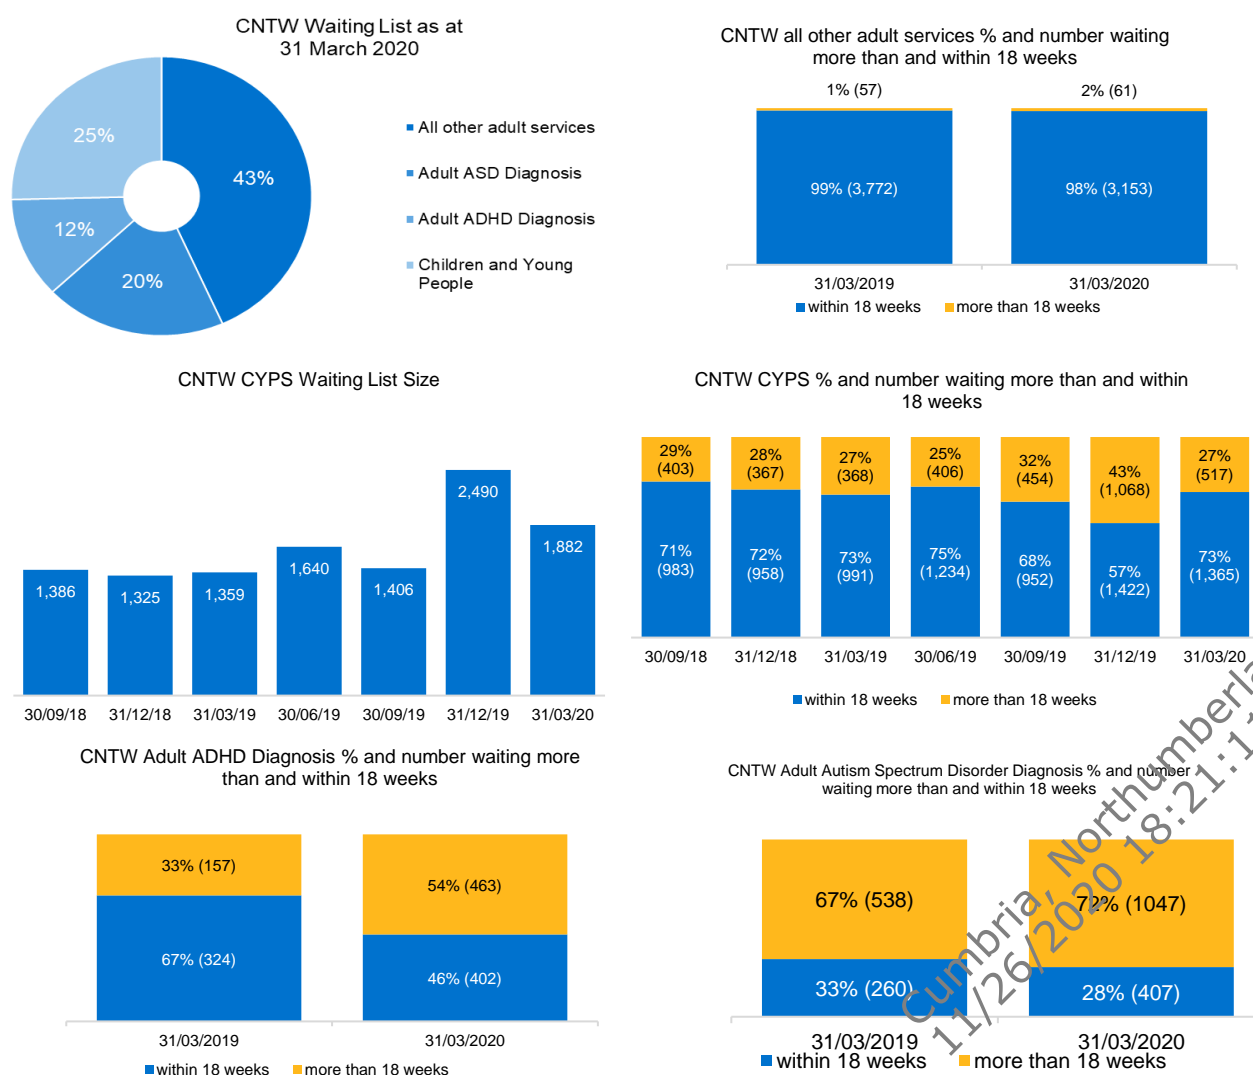 CNTW Waiting List as at
31 March 2020
25%
43%
12%
20%
All other adult services
Adult ASD Diagnosis
Adult ADHD Diagnosis
Children and Young
People
CNTW all other adult services % and number waiting
more than and within 18 weeks
1% (57)
2% (61)
99% (3,772)
98% (3,153)
31/03/2019
31/03/2020
within 18 weeks
more than 18 weeks
CNTW CYPS Waiting List Size
1,386
1,325
1,359
1,640
1,406
2,490
1,882
30/09/18
31/12/18
31/03/19
30/06/19
30/09/19
31/12/19
31/03/20
CNTW CYPS % and number waiting more than and within
18 weeks
29%
(403)
28%
(367)
27%
(368)
25%
(406)
32%
(454)
43%
(1,068)
27%
(517)
71%
(983)
72%
(958)
73%
(991)
75%
(1,234)
68%
(952)
57%
(1,422)
73%
(1,365)
30/09/18
31/12/18
31/03/19
30/06/19
30/09/19
31/12/19
31/03/20
within 18 weeks
more than 18 weeks
CNTW Adult ADHD Diagnosis % and number waiting more
than and within 18 weeks
33% (157)
54% (463)
67% (324)
46% (402)
31/03/2019
31/03/2020
within 18 weeks
more than 18 weeks
CNTW Adult Autism Spectrum Disorder Diagnosis % and number
waiting more than and within 18 weeks
67% (538)
72% (1047)
33% (260)
28% (407)
31/03/2019
31/03/2020
within 18 weeks
more than 18 weeks
Cumbria,
11/26/2020